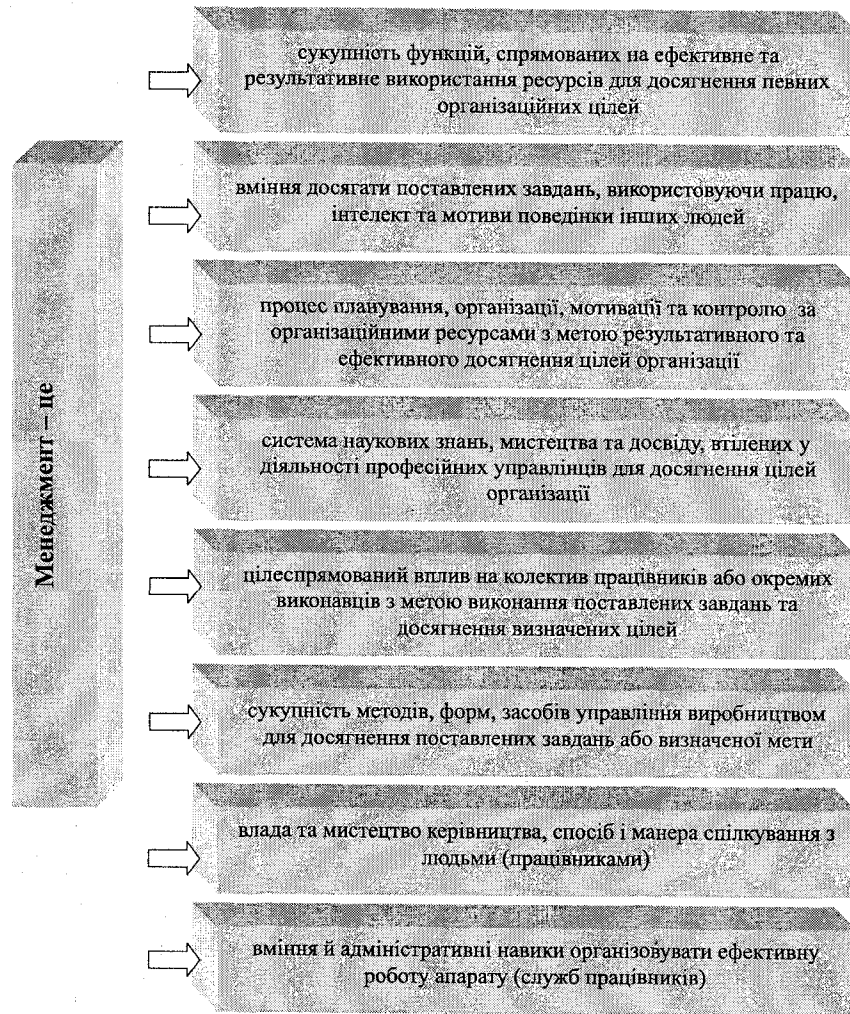 Менеджмент – це
сукупність функцій, спрямованих на ефективне та
результативне використання ресурсів для досягнення певних
організаційних цілей
вміння досягати поставлених завдань, використовуючи працю,
інтелект та мотиви поведінки інших людей
процес планування, організації, мотивації та контролю за
організаційними ресурсами з метою результативного та
ефективного досягнення цілей організації
система наукових знань, мистецтва та досвіду, втілених у
діяльності професійних управлінців для досягнення цілей
організації
цілеспрямований вплив на колектив працівників або окремих
виконавців з метою виконання поставлених завдань та
досягнення визначених цілей
сукупність методів, форм, засобів управління виробництвом
для досягнення поставлених завдань або визначеної мети
влада та мистецтво керівництва, спосіб і манера спілкування з
людьми (працівниками)
вміння й адміністративні навики організовувати ефективну
роботу апарату (служб працівників)